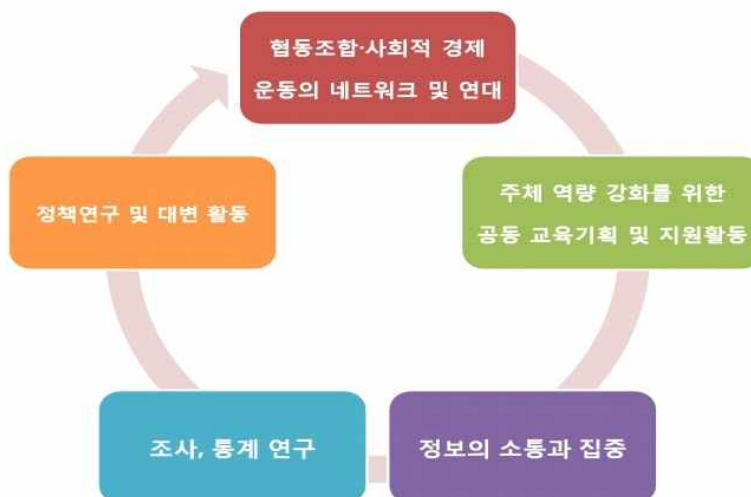 협동조합·사회적 경제
운동의 네트워크 및 연대
주체 역량 강화를 위한
공동 교육기획 및 지원활동
정보의 소통과 집중
조사, 통계 연구
정책연구 및 대변 활동